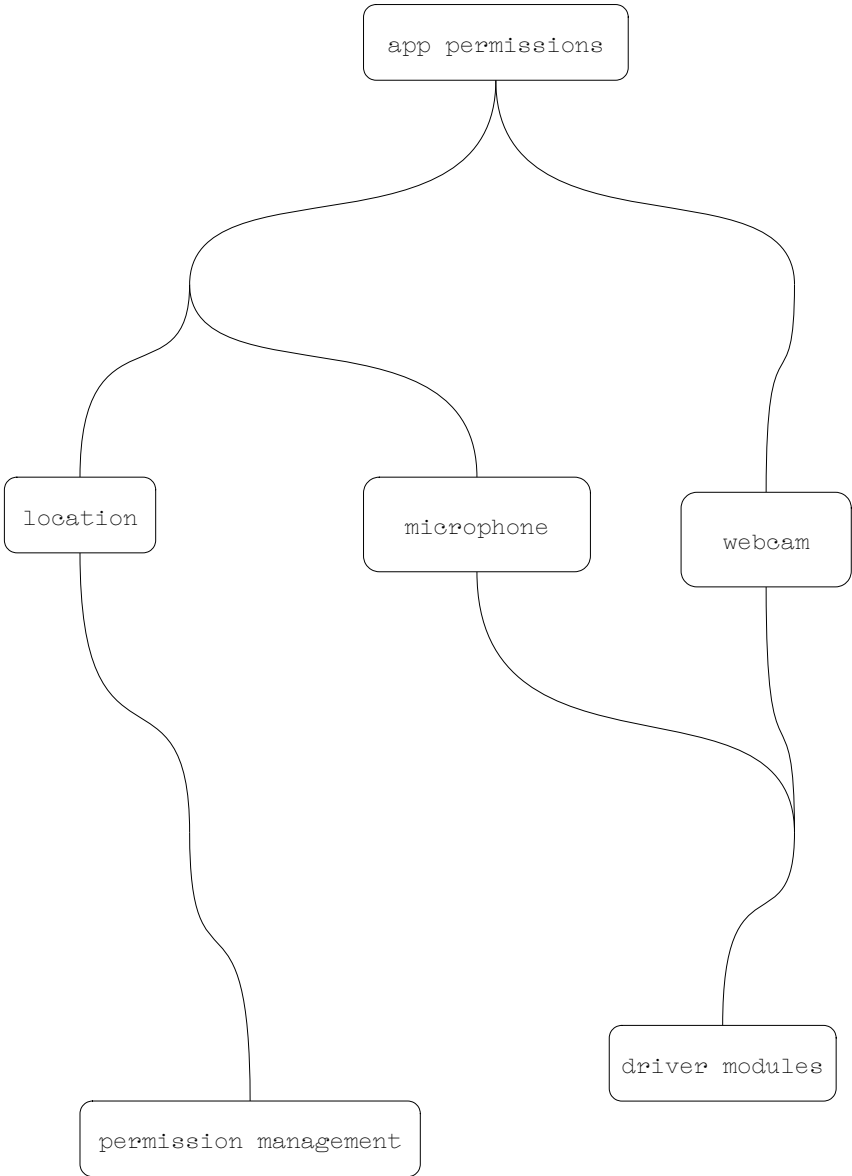 app permissions
location
microphone
webcam
driver modules
permission management